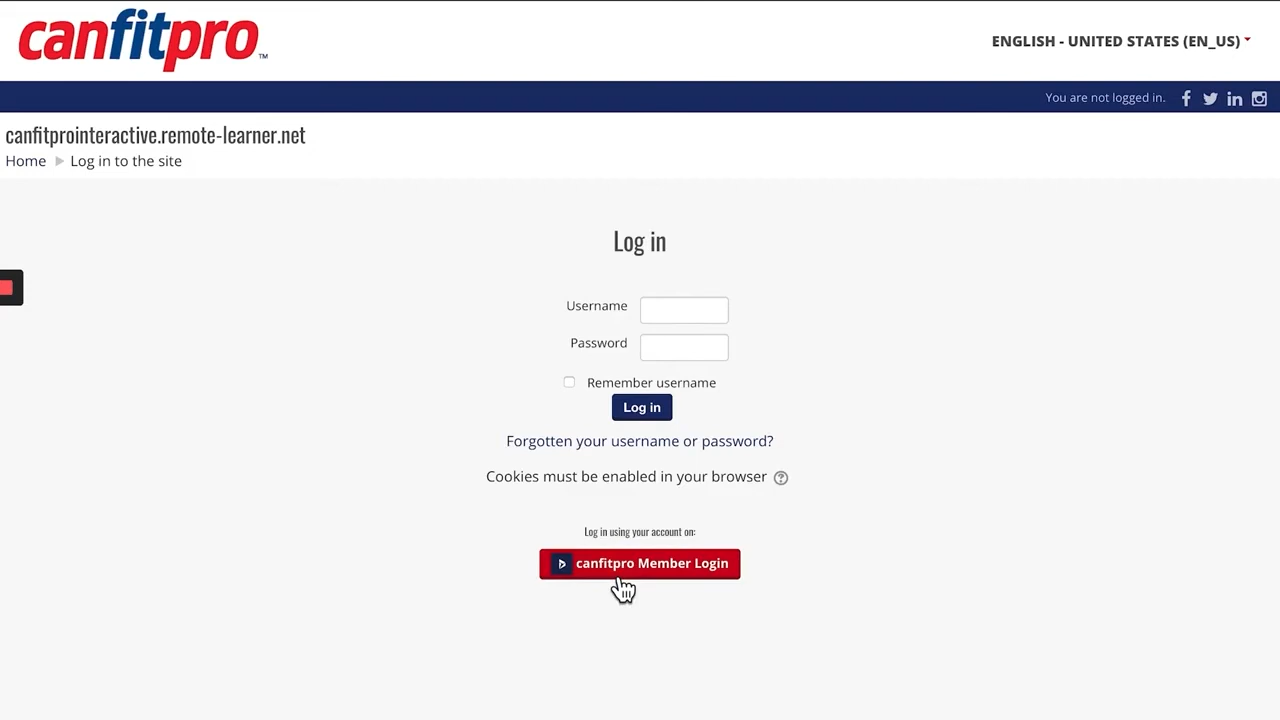 canfitpro™
ENGLISH - UNITED STATES (EN_US)
You are not logged in.
canfitprointeractive.remote-learner.net
Home Log in to the site
Log in
Username
Password
Remember username
Log in
Forgotten your username or password?
Cookies must be enabled in your browser ?
Log in using your account on:
canfitpro Member Login